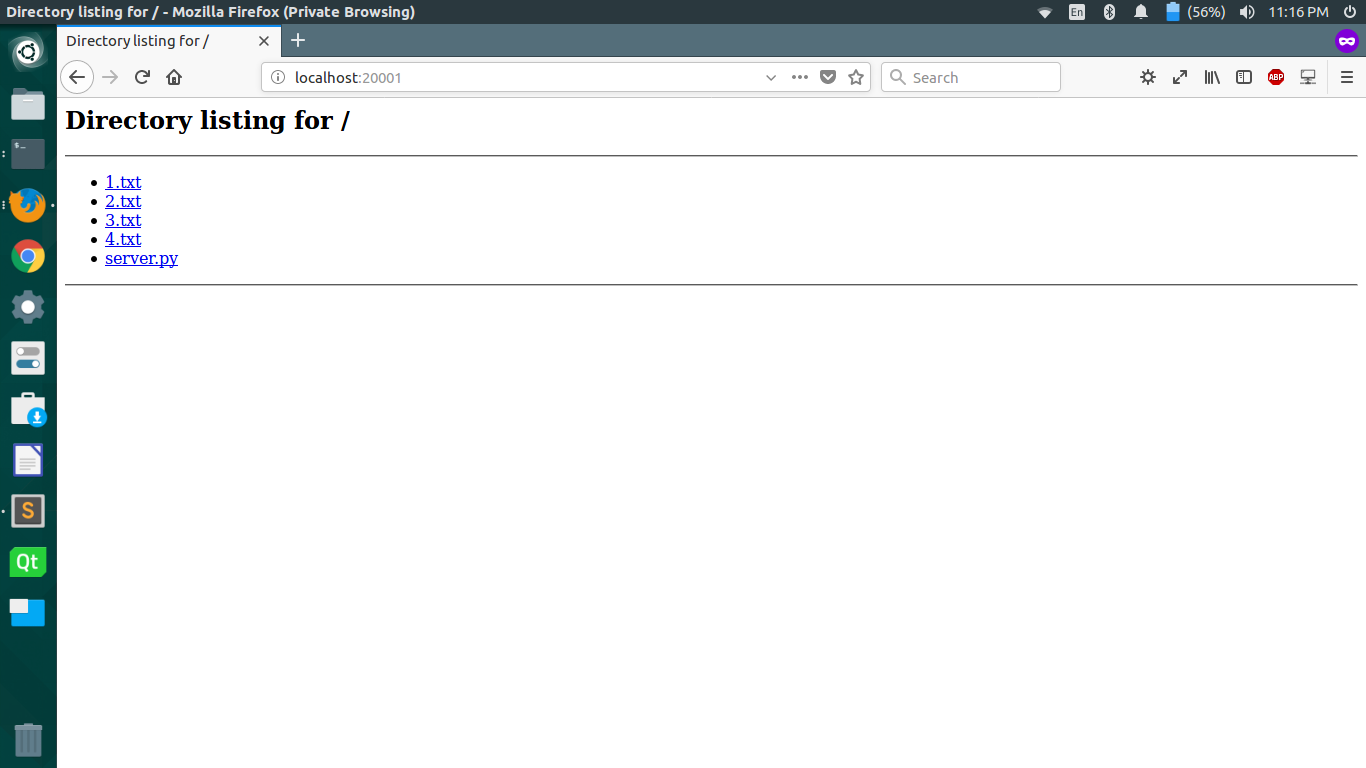 Directory listing for / - Mozilla Firefox (Private Browsing)
En
(56%)
11:16 PM
Directory listing for /
localhost:20001
Search
ABP
Directory listing for /
1.txt
2.txt
3.txt
4.txt
server.py
$_
S
Qt